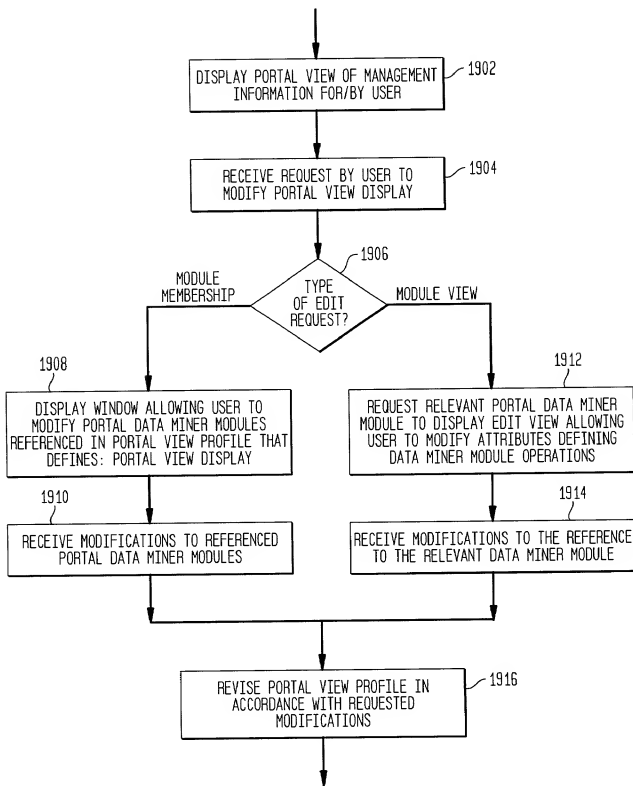 DISPLAY PORTAL VIEW OF MANAGEMENT
INFORMATION FOR/BY USER
1902
RECEIVE REQUEST BY USER TO
MODIFY PORTAL VIEW DISPLAY
1904
1906
TYPE
OF EDIT
REQUEST?
MODULE
MEMBERSHIP
MODULE VIEW
1908
DISPLAY WINDOW ALLOWING USER TO
MODIFY PORTAL DATA MINER MODULES
REFERENCED IN PORTAL VIEW PROFILE THAT
DEFINES: PORTAL VIEW DISPLAY
1912
REQUEST RELEVANT PORTAL DATA MINER
MODULE TO DISPLAY EDIT VIEW ALLOWING
USER TO MODIFY ATTRIBUTES DEFINING
DATA MINER MODULE OPERATIONS
1910
RECEIVE MODIFICATIONS TO REFERENCED
PORTAL DATA MINER MODULES
1914
RECEIVE MODIFICATIONS TO THE REFERENCE
TO THE RELEVANT DATA MINER MODULE
REVISE PORTAL VIEW PROFILE IN
ACCORDANCE WITH REQUESTED
MODIFICATIONS
1916